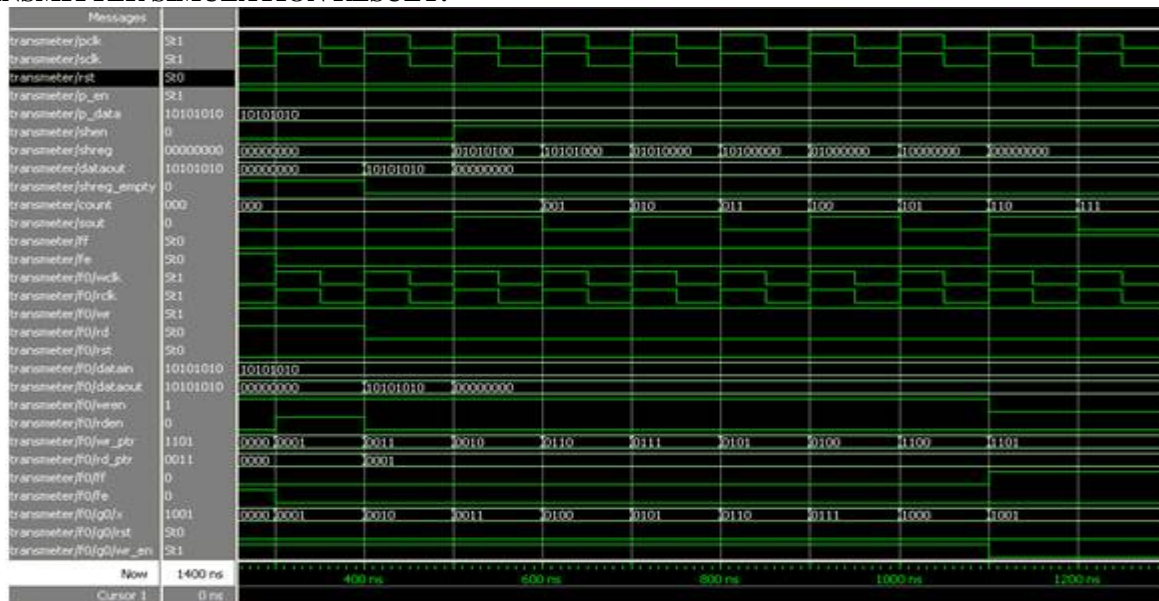 TRANSMITTER SIMULATION RESULT:
Messages
transmeter/pclk St1
transmeter/sclk St1
transmeter/rst St0
transmeter/p_en St1
transmeter/p_data 10101010 10101010
transmeter/shen 0
transmeter/shreg 00000000 00000000 01010100 10101000 01010000 10100000 01000000 10000000 00000000
transmeter/dataout 10101010 00000000 10101010 00000000
transmeter/shreg_empty 0
transmeter/count 000 000 001 010 011 100 101 110 111
transmeter/sout 0
transmeter/ff St0
transmeter/fe St0
transmeter/f0/wclk St1
transmeter/f0/rclk St1
transmeter/f0/wr St1
transmeter/f0/rd St0
transmeter/f0/rst St0
transmeter/f0/datain 10101010 10101010
transmeter/f0/dataout 10101010 00000000 10101010 00000000
transmeter/f0/weren 1
transmeter/f0/rden 0
transmeter/f0/wr_ptr 1101 0000 0001 0011 0010 0110 0111 0101 0100 1100 1101
transmeter/f0/rd_ptr 0011 0000 0001
transmeter/f0/ff 0
transmeter/f0/fe 0
transmeter/f0/g0/v 1001 0000 0001 0010 0011 0100 0101 0110 0111 1000 1001
transmeter/f0/g0/rst St0
transmeter/f0/g0/wr_en St1
Now 1400 ns 400 ns 600 ns 800 ns 1000 ns 1200 ns
Cursor 1 0 ns